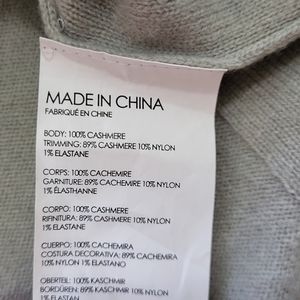 MADE IN CHINA
FABRIQUÉ EN CHINE
BODY: 100% CASHMERE
TRIMMING: 89% CASHMERE 10% NYLON
1% ELASTANE
CORPS: 100% CACHEMIRE
GARNITURE: 89% CACHEMIRE 10% NYLON
1% ÉLASTHANNE
CORPO: 100% CASHMERE
RIFINITURA: 89% CASHMERE 10% NYLON
1% ELASTANE
CUERPO: 100% CACHEMIRA
COSTURA DECORATIVA: 89% CACHEMIRA
10% NYLON 1% ELASTANO
OBERTEIL: 100% KASCHMIR
BORDÜREN: 89% KASCHMIR 10% NYLON
1% ELASTAN